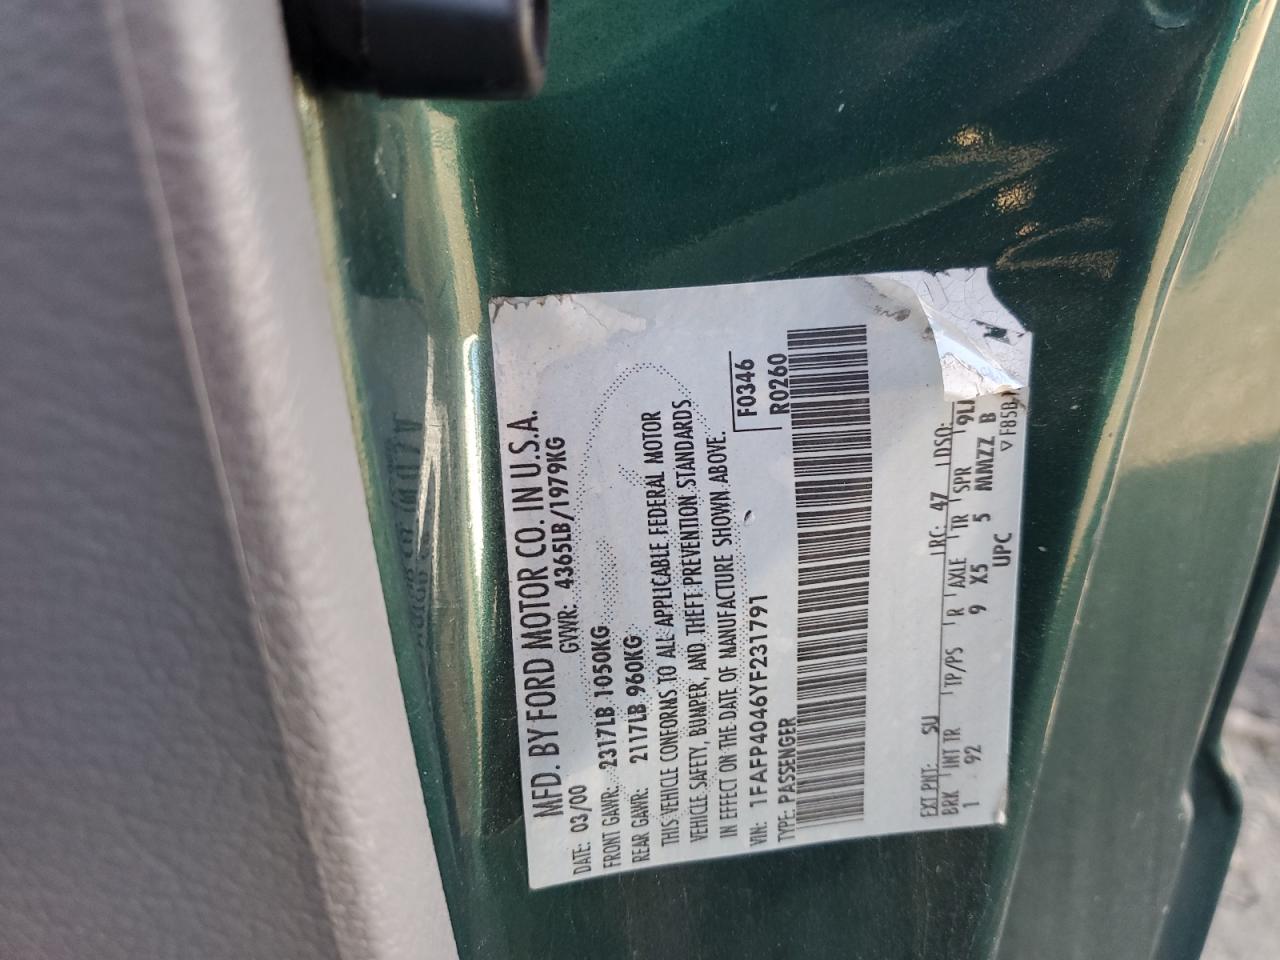 MFD. BY FORD MOTOR CO. IN U.S.A.
DATE: 03/00 GVWR: 4365LB/1979KG
FRONT GAWR: 2317LB 1050KG
REAR GAWR: 2117LB 960KG
THIS VEHICLE CONFORMS TO ALL APPLICABLE FEDERAL MOTOR
VEHICLE SAFETY, BUMPER, AND THEFT PREVENTION STANDARDS
IN EFFECT ON THE DATE OF MANUFACTURE SHOWN ABOVE.
VIN: 1FAFP4046YF231791 F0346
TYPE: PASSENGER R0260
EXT PNT: SU RC: 47 DSO:
BRK INT TR TP/PS R AXLE TR SPR
1 92 9 X5 5 MMZZ B
UPC
▽ F85B